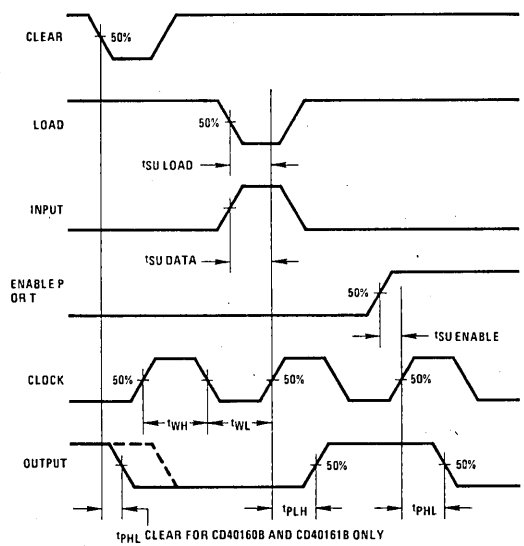 CLEAR
50%
LOAD
50%
tSU LOAD
INPUT
tSU DATA
ENABLE P
OR T
50%
tSU ENABLE
CLOCK
50%
50%
50%
tWH
tWL
OUTPUT
50%
50%
tPLH
tPHL
tPHL CLEAR FOR CD40160B AND CD40161B ONLY